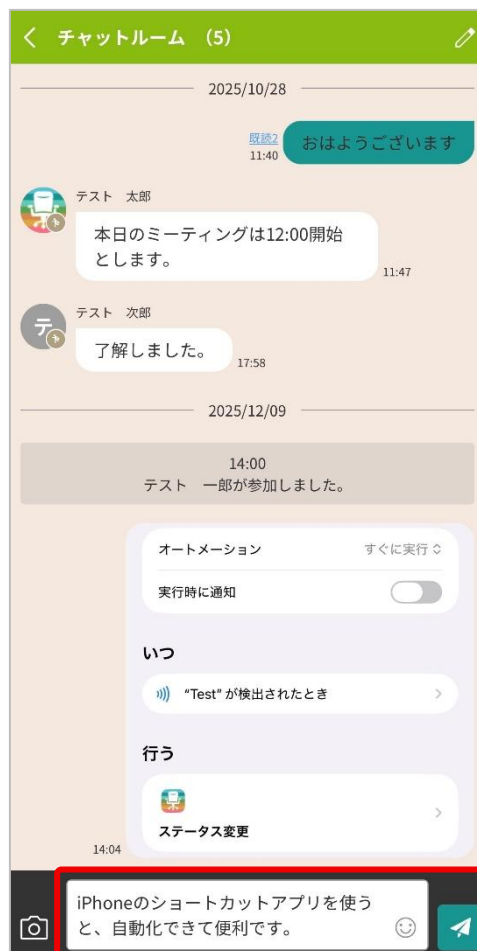 チャットルーム （5）
2025/10/28
既読2
11:40
おはようございます
テスト 太郎
本日のミーティングは12:00開始
とします。
11:47
テ
テスト 次郎
了解しました。
17:58
2025/12/09
14:00
テスト 一郎が参加しました。
オートメーション
すぐに実行
実行時に通知
いつ
“Test” が検出されたとき
行う
ステータス変更
14:04
iPhoneのショートカットアプリを使う
と、自動化できて便利です。